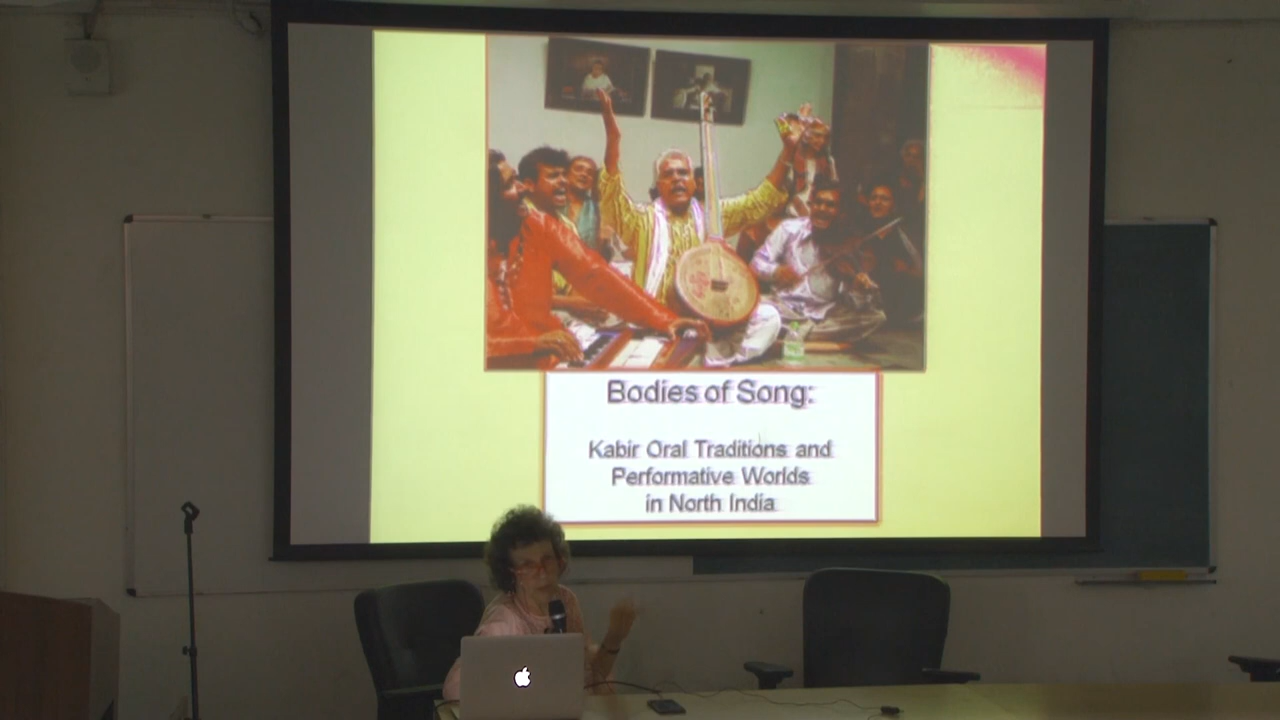 Bodies of Song:
Kabir Oral Traditions and
Performative Worlds
in North India